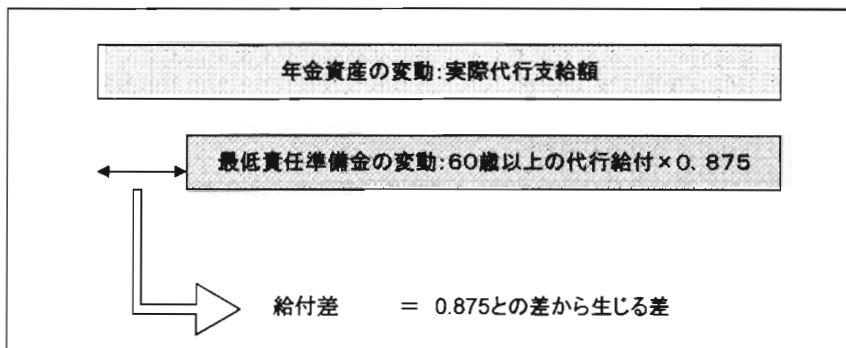 年金資産の変動:実際代行支給額
最低責任準備金の変動:60歳以上の代行給付×0.875
給付差 = 0.875との差から生じる差